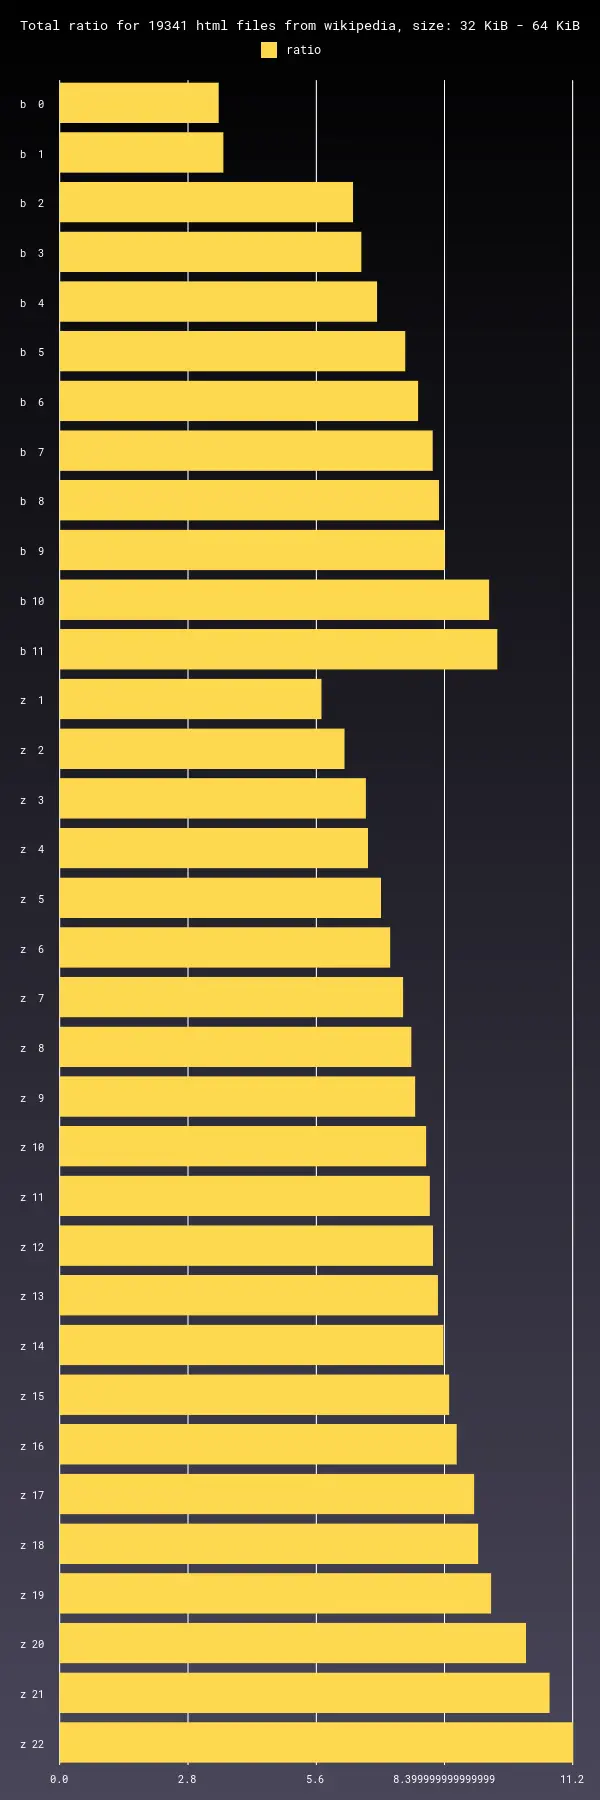 Total ratio for 19341 html files from wikipedia, size: 32 KiB - 64 KiB
ratio
b 0
b 1
b 2
b 3
b 4
b 5
b 6
b 7
b 8
b 9
b 10
b 11
z 1
z 2
z 3
z 4
z 5
z 6
z 7
z 8
z 9
z 10
z 11
z 12
z 13
z 14
z 15
z 16
z 17
z 18
z 19
z 20
z 21
z 22
0.0 2.8 5.6 8.399999999999999 11.2